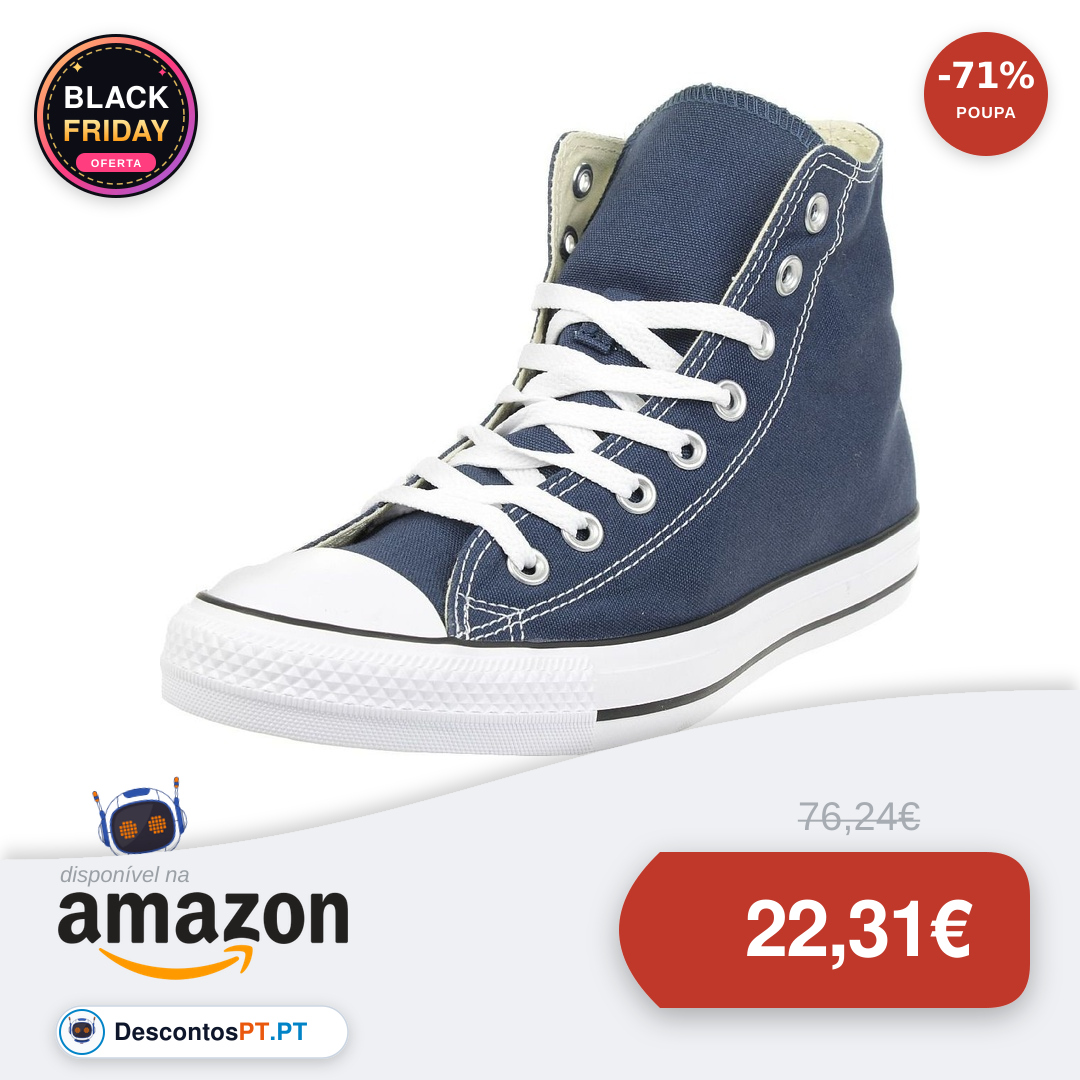 BLACK
FRIDAY
OFERTA
-71%
POUPA
76,24€
22,31€
disponível na
amazon
DescontosPT.PT